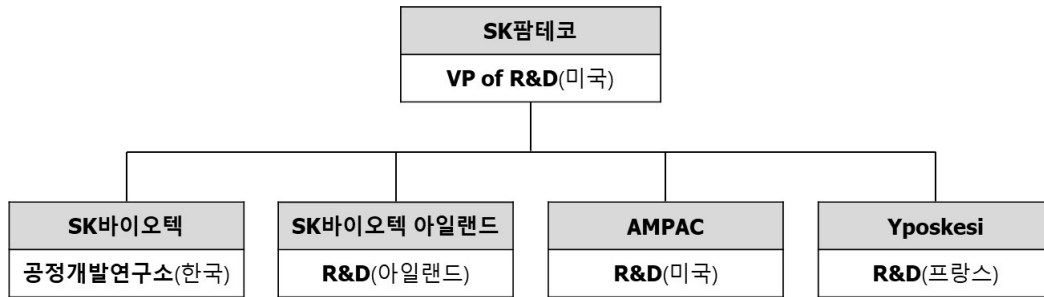 SK팜테코
VP of R&D(미국)
SK바이오텍
공정개발연구소(한국)
SK바이오텍 아일랜드
R&D(아일랜드)
AMPAC
R&D(미국)
Yposkesi
R&D(프랑스)